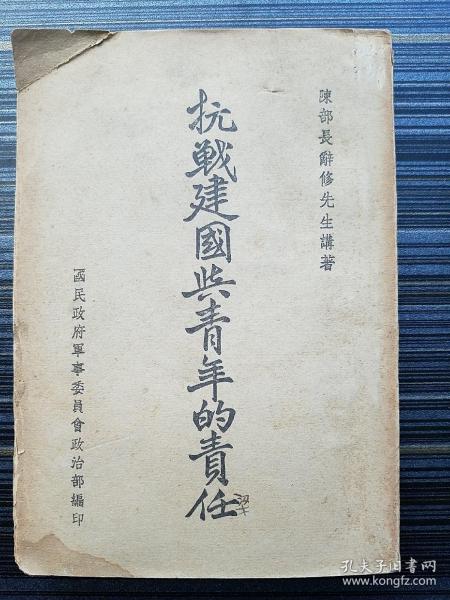 陳部長辭修先生講著
抗戰建國與青年的責任
國民政府軍事委員會政治部編印
孔夫子旧书网
www.kongfz.com